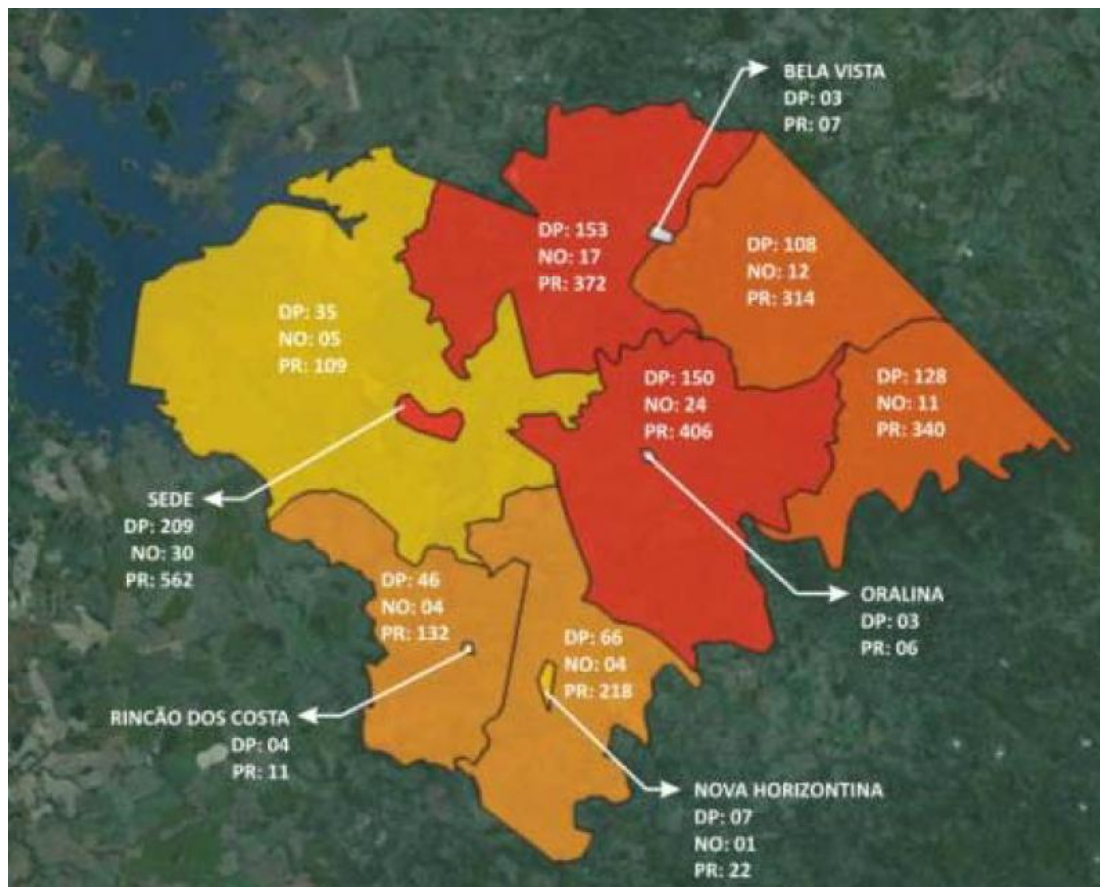 BELA VISTA
DP: 03
PR: 07
DP: 153
NO: 17
PR: 372
DP: 108
NO: 12
PR: 314
DP: 35
NO: 05
PR: 109
DP: 150
NO: 24
PR: 406
DP: 128
NO: 11
PR: 340
SEDE
DP: 209
NO: 30
PR: 562
DP: 46
NO: 04
PR: 132
ORALINA
DP: 03
PR: 06
DP: 66
NO: 04
PR: 218
RINCÃO DOS COSTA
DP: 04
PR: 11
NOVA HORIZONTINA
DP: 07
NO: 01
PR: 22